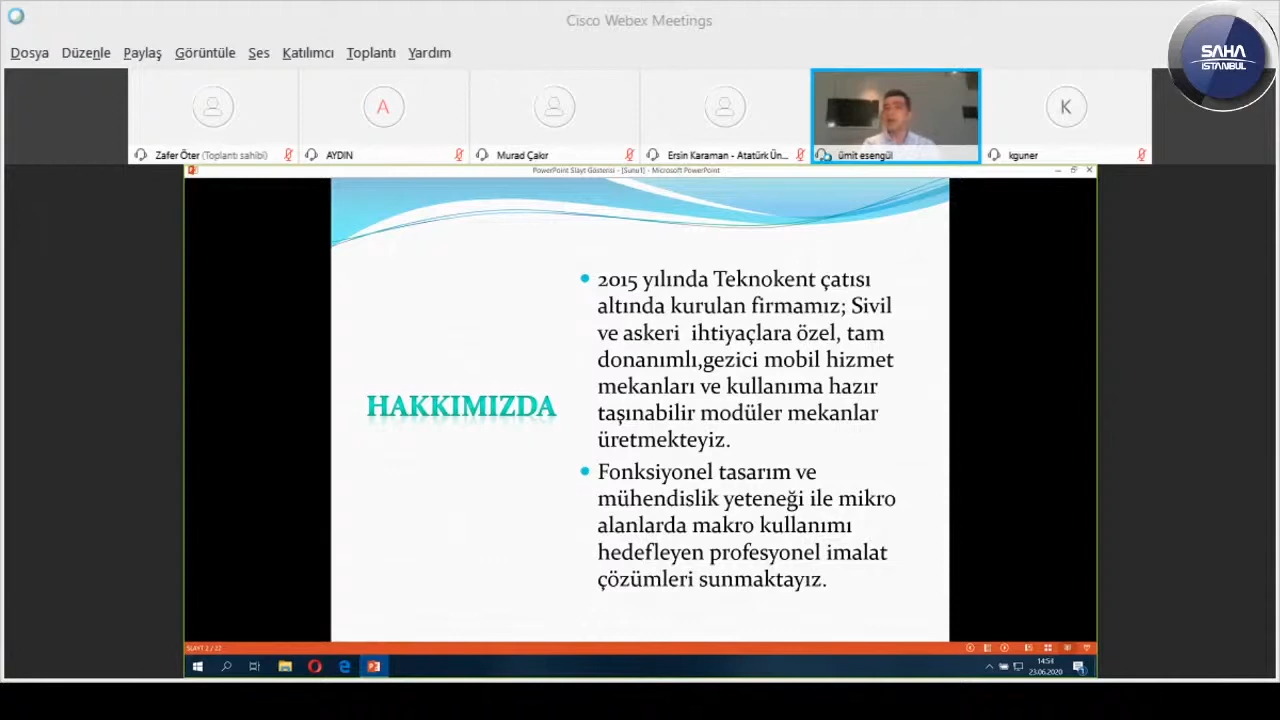 Cisco Webex Meetings
SAHA
İSTANBUL
Dosya Düzenle Paylaş Görüntüle Ses Katılımcı Toplantı Yardım
A
K
Zafer Öter (Toplantı sahibi)
AYDIN
Murad Çakır
Ersin Karaman - Atatürk Ün...
ümit esengül
kguner
PowerPoint Slayt Gösterisi - [Sunu1] - Microsoft PowerPoint
HAKKIMIZDA
2015 yılında Teknokent çatısı
altında kurulan firmamız; Sivil
ve askeri ihtiyaçlara özel, tam
donanımlı,gezici mobil hizmet
mekanları ve kullanıma hazır
taşınabilir modüler mekanlar
üretmekteyiz.
Fonksiyonel tasarım ve
mühendislik yeteneği ile mikro
alanlarda makro kullanımı
hedefleyen profesyonel imalat
çözümleri sunmaktayız.
SLAYT 2 / 22
14:54
23.06.2020